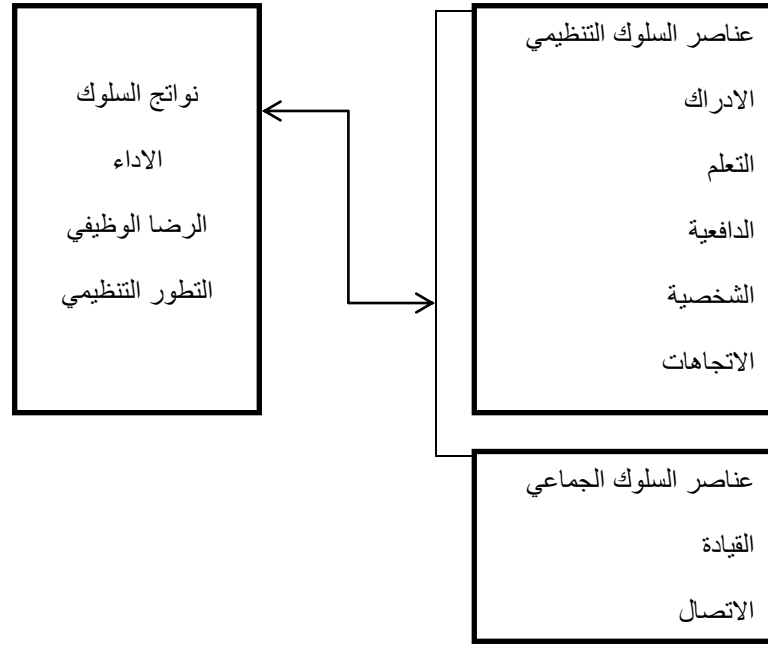 عناصر السلوك التنظيمي
الادراك
التعلم
الدافعية
الشخصية
الاتجاهات
عناصر السلوك الجماعي
القيادة
الاتصال
نواتج السلوك
الاداء
الرضا الوظيفي
التطور التنظيمي